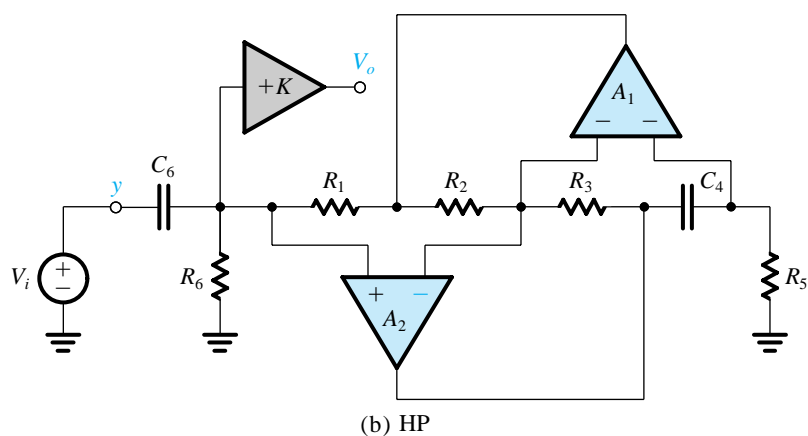 +K
V_o
A_1
− −
C_6
y
R_1
R_2
R_3
C_4
V_i
+
−
R_6
+ −
A_2
R_5
(b) HP